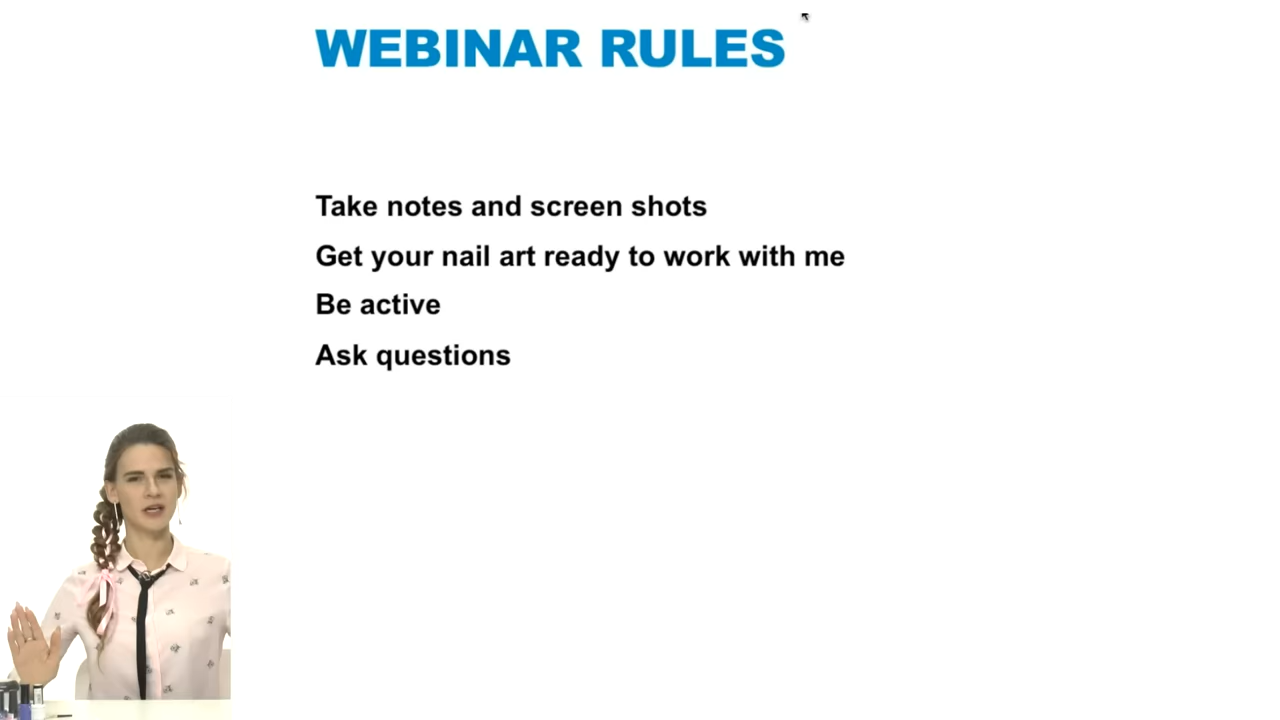 WEBINAR RULES
Take notes and screen shots
Get your nail art ready to work with me
Be active
Ask questions